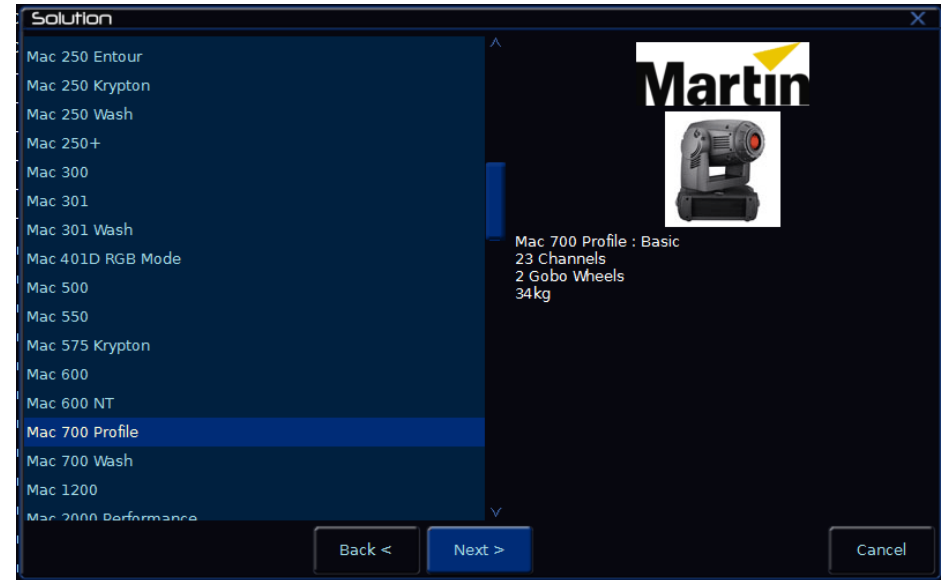 Solution
X
Mac 250 Entour
Mac 250 Krypton
Mac 250 Wash
Mac 250+
Mac 300
Mac 301
Mac 301 Wash
Mac 401D RGB Mode
Mac 500
Mac 550
Mac 575 Krypton
Mac 600
Mac 600 NT
Mac 700 Profile
Mac 700 Wash
Mac 1200
Mac 2000 Performance
Martin
Mac 700 Profile : Basic
23 Channels
2 Gobo Wheels
34kg
Back <
Next >
Cancel